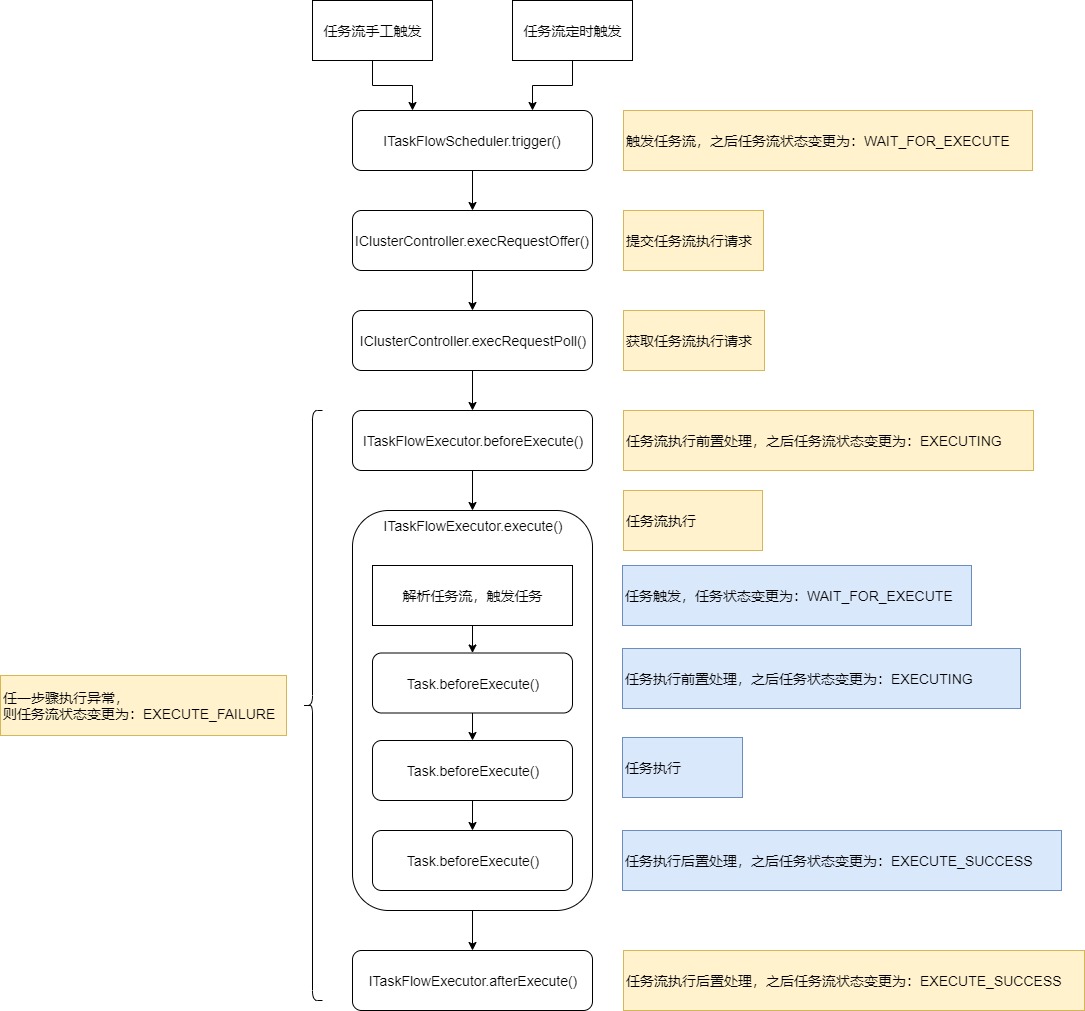 任务流手工触发
任务流定时触发
ITaskFlowScheduler.trigger()
触发任务流，之后任务流状态变更为：WAIT_FOR_EXECUTE
IClusterController.execRequestOffer()
提交任务流执行请求
IClusterController.execRequestPoll()
获取任务流执行请求
ITaskFlowExecutor.beforeExecute()
任务流执行前置处理，之后任务流状态变更为：EXECUTING
ITaskFlowExecutor.execute()
任务流执行
解析任务流，触发任务
任务触发，任务状态变更为：WAIT_FOR_EXECUTE
Task.beforeExecute()
任务执行前置处理，之后任务状态变更为：EXECUTING
任一步骤执行异常，
则任务流状态变更为：EXECUTE_FAILURE
Task.beforeExecute()
任务执行
Task.beforeExecute()
任务执行后置处理，之后任务状态变更为：EXECUTE_SUCCESS
ITaskFlowExecutor.afterExecute()
任务流执行后置处理，之后任务流状态变更为：EXECUTE_SUCCESS